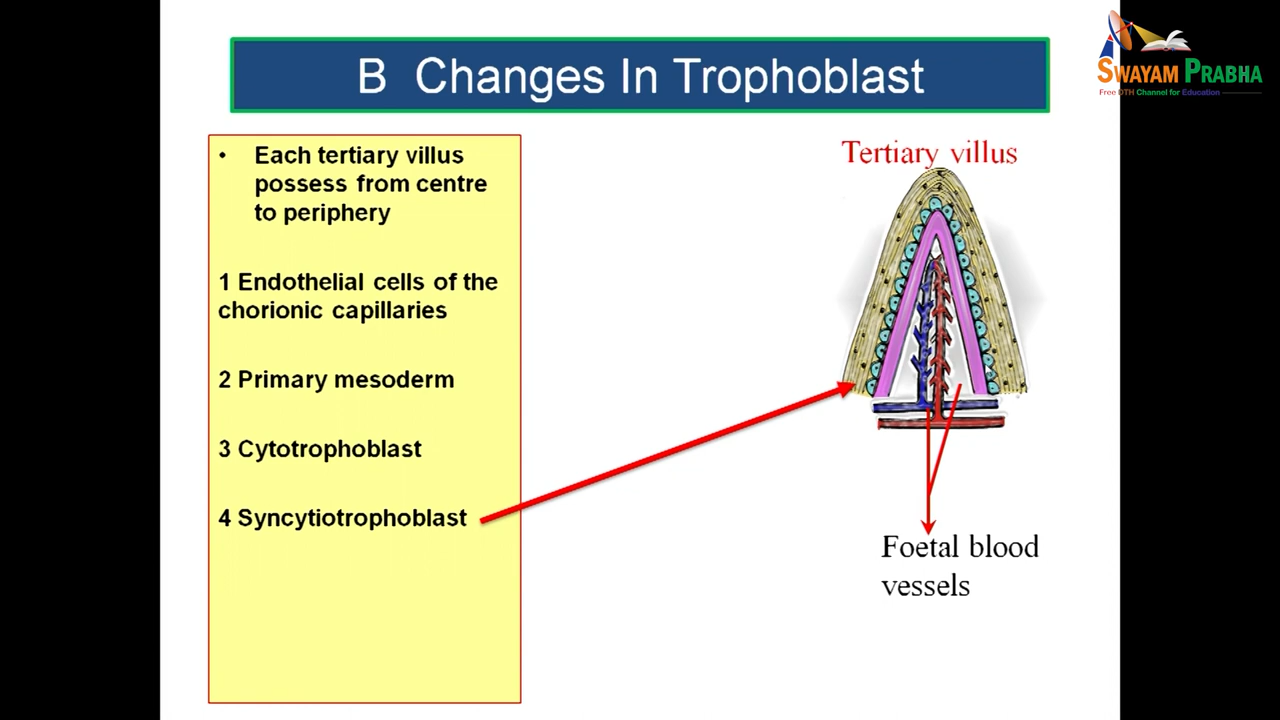 B Changes In Trophoblast
SWAYAM PRABHA
Free DTH Channel for Education
• Each tertiary villus
possess from centre
to periphery
1 Endothelial cells of the
chorionic capillaries
2 Primary mesoderm
3 Cytotrophoblast
4 Syncytiotrophoblast
Tertiary villus
Foetal blood
vessels